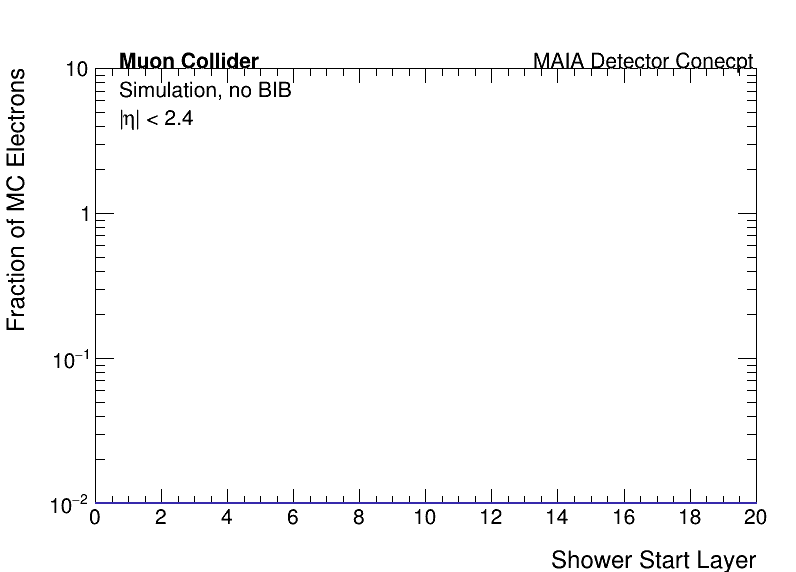 Muon Collider
MAIA Detector Conecpt
Simulation, no BIB
|η| < 2.4
Fraction of MC Electrons
10
1
10⁻¹
10⁻²
0 2 4 6 8 10 12 14 16 18 20
Shower Start Layer